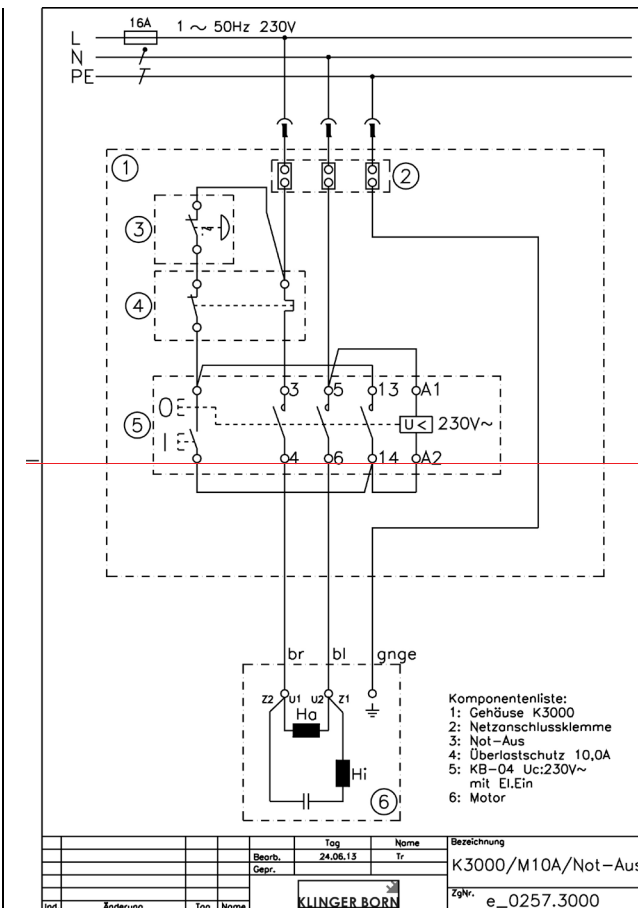 16A 1 ~ 50Hz 230V
L
N
PE
1
2
3
4
3 5 13 A1
O
5
U< 230V~
I
4 6 14 A2
br bl gnge
Z2 U1 U2 Z1
Ha
Hi
6
Komponentenliste:
1: Gehäuse K3000
2: Netzanschlussklemme
3: Not-Aus
4: Überlastschutz 10,0A
5: KB-04 Uc:230V~
mit El.Ein
6: Motor
Tag Name Bezeichnung
Bearb. 24.06.13 Tr
K3000/M10A/Not-Aus
Gepr.
KLINGER BORN
ZgNr. e_0257.3000
Ind. Änderung Tag Name